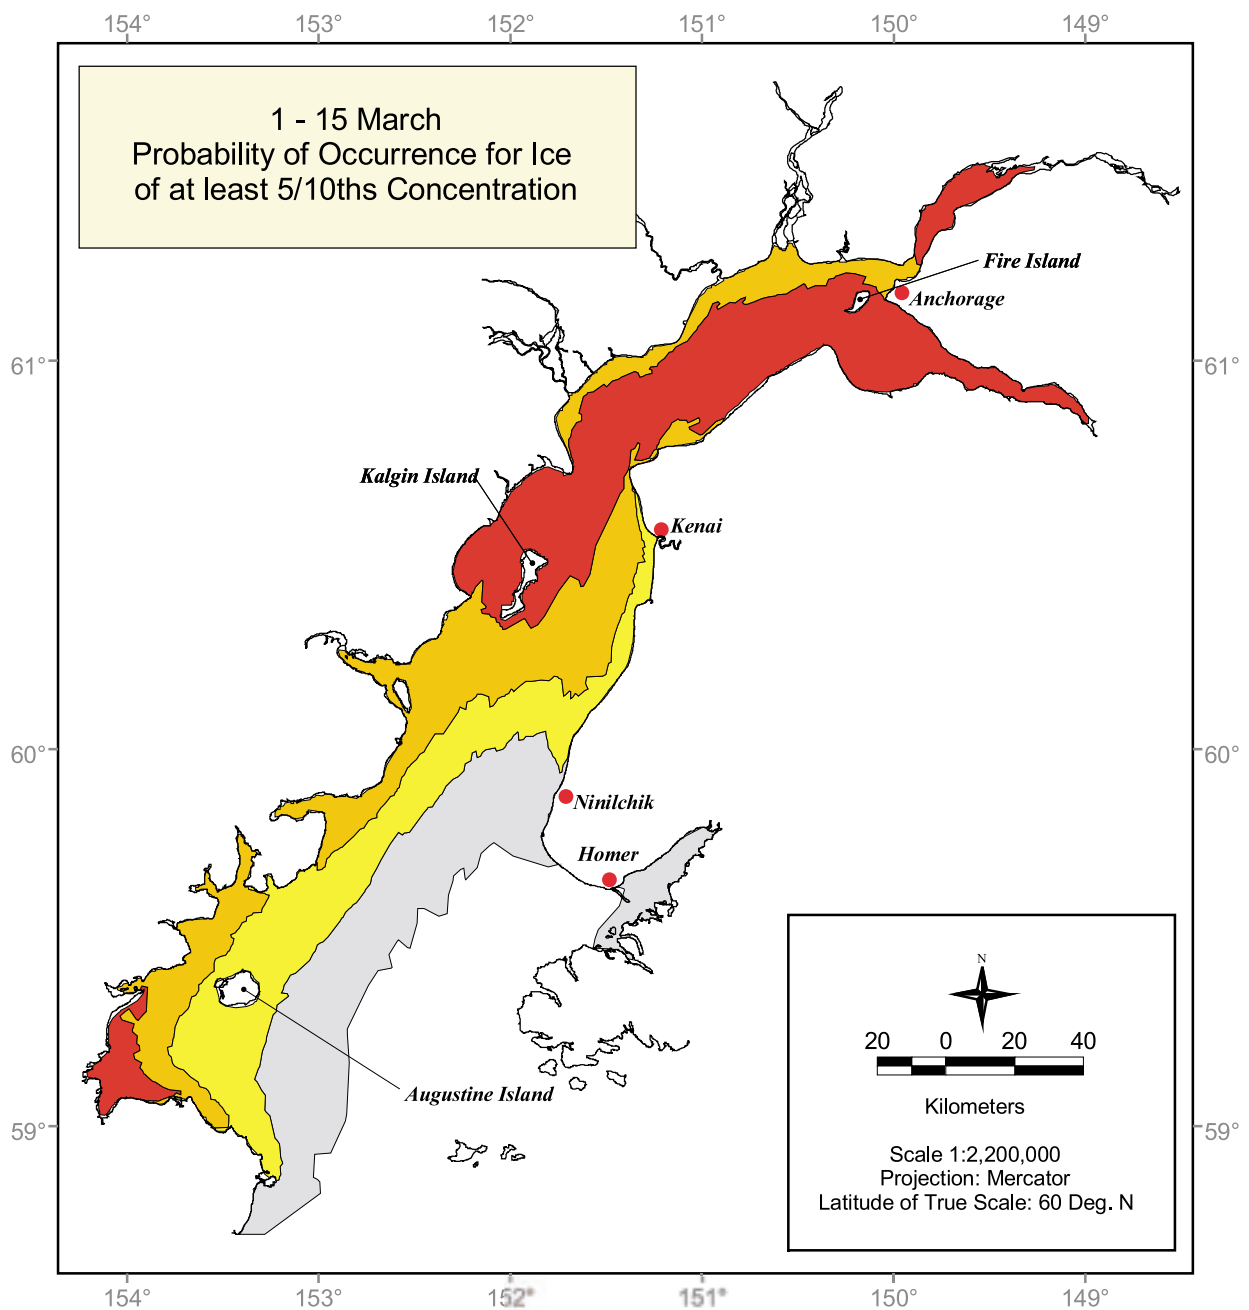 154° 153° 152° 151° 150° 149°
1 - 15 March
Probability of Occurrence for Ice
of at least 5/10ths Concentration
Fire Island
Anchorage
61° 61°
Kalgin Island
Kenai
60° 60°
Ninilchik
Homer
N
20 0 20 40
Augustine Island
Kilometers
59° 59°
Scale 1:2,200,000
Projection: Mercator
Latitude of True Scale: 60 Deg. N
154° 153° 152° 151° 150° 149°